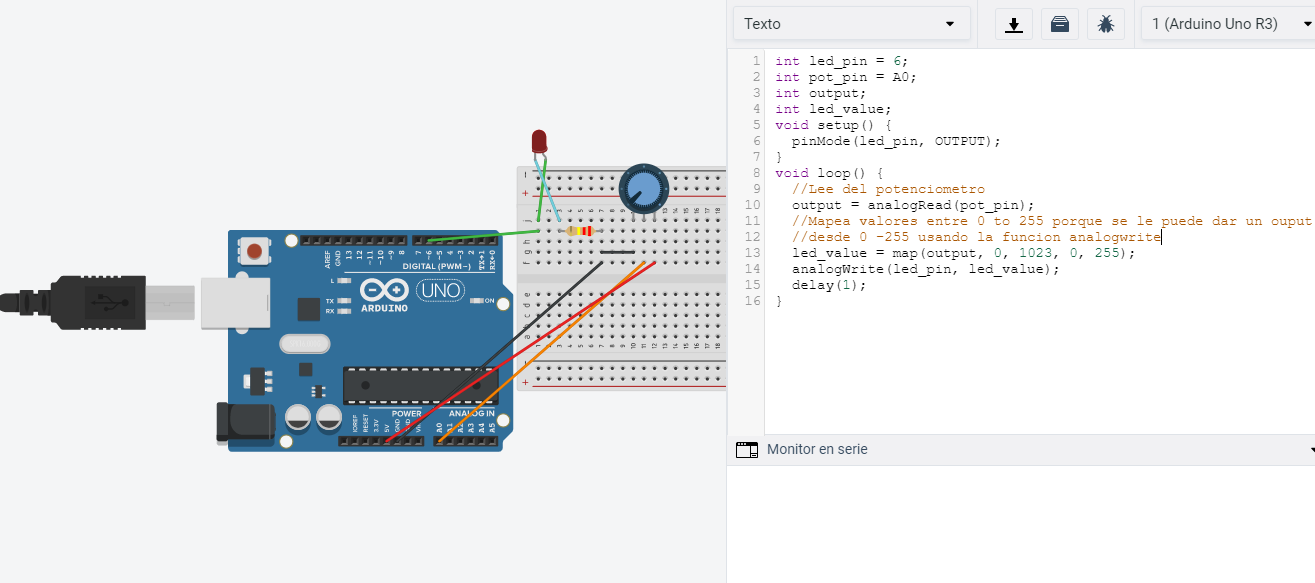 Texto
1 (Arduino Uno R3)
1 int led_pin = 6;
2 int pot_pin = A0;
3 int output;
4 int led_value;
5 void setup() {
6 pinMode(led_pin, OUTPUT);
7 }
8 void loop() {
9 //Lee del potenciometro
10 output = analogRead(pot_pin);
11 //Mapea valores entre 0 to 255 porque se le puede dar un ouput
12 //desde 0 -255 usando la funcion analogwrite
13 led_value = map(output, 0, 1023, 0, 255);
14 analogWrite(led_pin, led_value);
15 delay(1);
16 }
Monitor en serie
AREF GND 13 12 ~11 ~10 ~9 8
7 ~6 ~5 4 ~3 2 TX→1 RX←0
DIGITAL (PWM~)
L
TX
RX
UNO
ARDUINO
ON
POWER
ANALOG IN
IOREF RESET 3.3V 5V GND
A0 A3 A4 A5